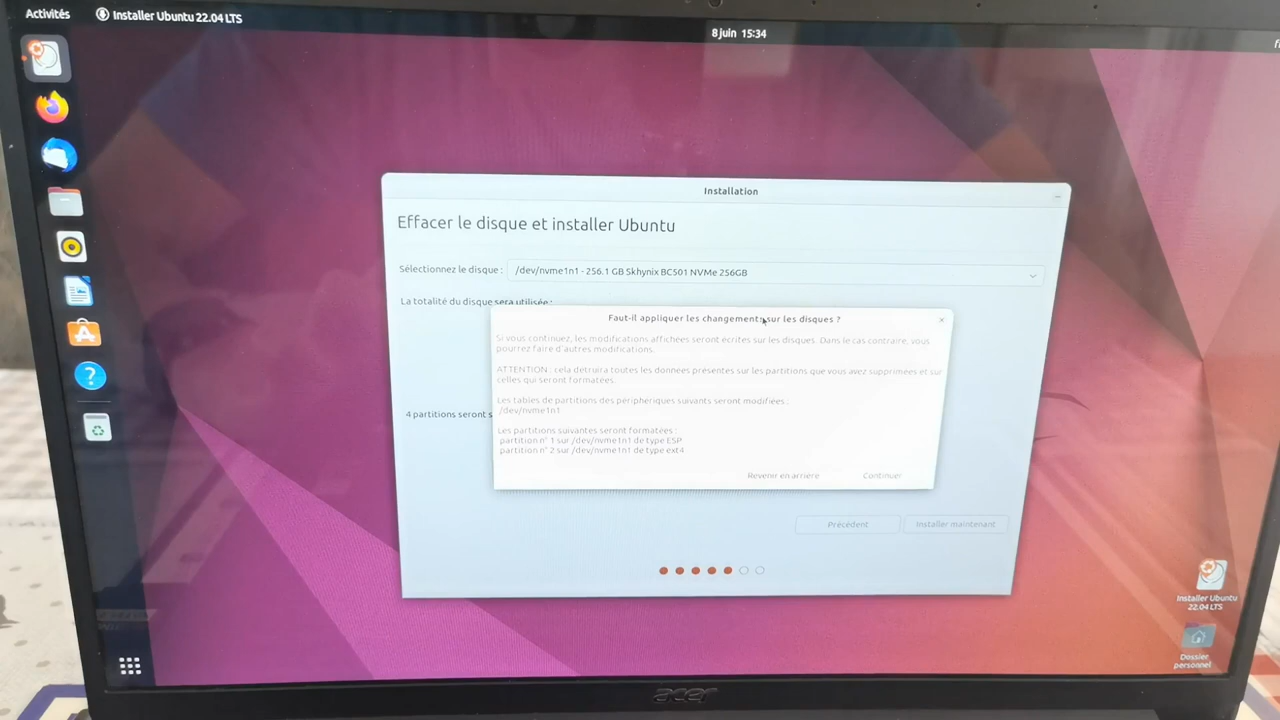 Activités
Installer Ubuntu 22.04 LTS
8 juin 15:34
Installation
Effacer le disque et installer Ubuntu
Sélectionnez le disque : /dev/nvme1n1 - 256.1 GB Skhynix BC501 NVMe 256GB
La totalité du disque sera utilisée :
Faut-il appliquer les changements sur les disques ?
Si vous continuez, les modifications affichées seront écrites sur les disques. Dans le cas contraire, vous
pourrez faire d'autres modifications.
ATTENTION : cela détruira toutes les données présentes sur les partitions que vous avez supprimées et sur
celles qui seront formatées.
Les tables de partitions des périphériques suivants seront modifiées :
/dev/nvme1n1
4 partitions seront s
Les partitions suivantes seront formatées :
partition n° 1 sur /dev/nvme1n1 de type ESP
partition n° 2 sur /dev/nvme1n1 de type ext4
Revenir en arrière
Continuer
Précédent
Installer maintenant
Installer Ubuntu
22.04 LTS
Dossier
personnel
acer